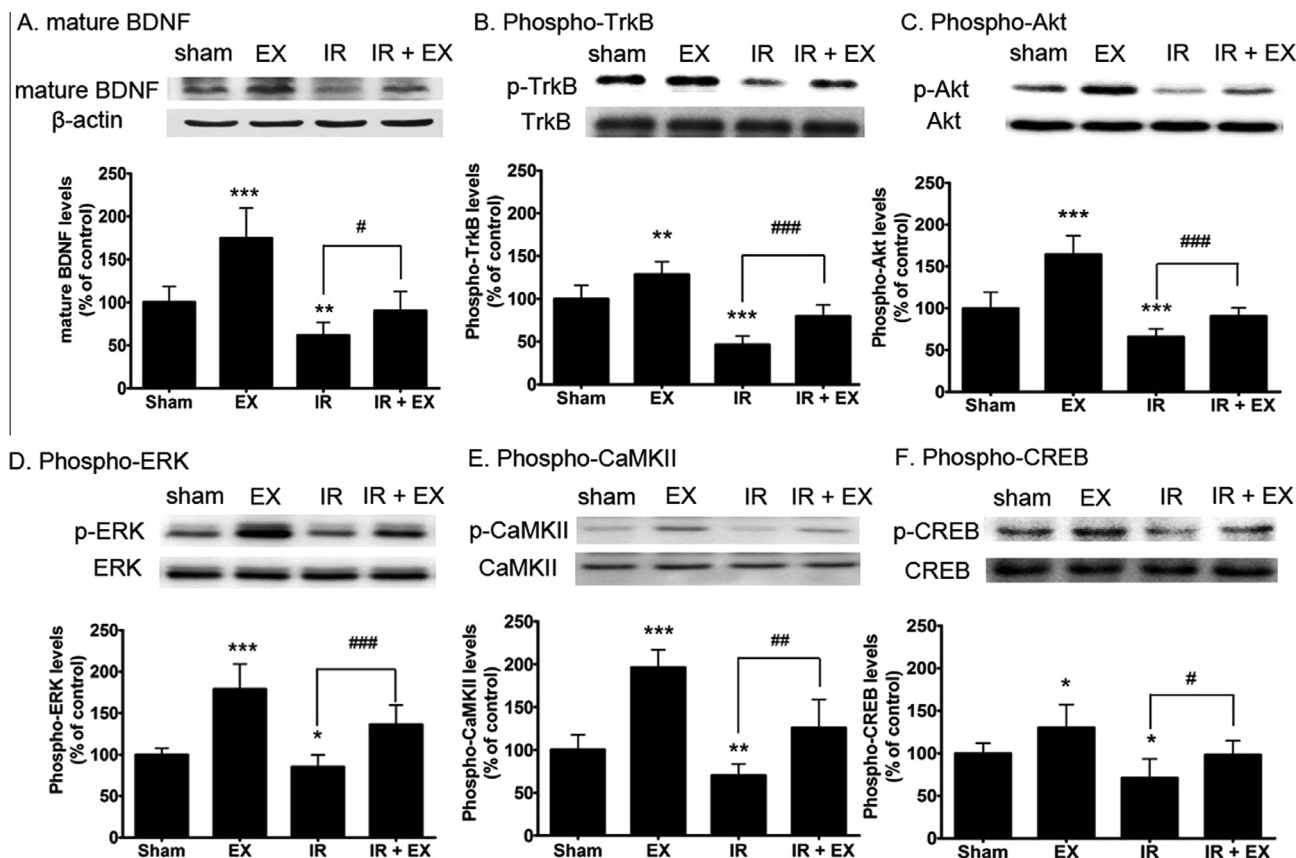 A. mature BDNF
sham EX IR IR + EX
mature BDNF
β-actin
mature BDNF levels
(% of control)
250
200
150
100
50
0
***
**
#
Sham EX IR IR + EX
B. Phospho-TrkB
sham EX IR IR + EX
p-TrkB
TrkB
Phospho-TrkB levels
(% of control)
250
200
150
100
50
0
**
***
###
Sham EX IR IR + EX
C. Phospho-Akt
sham EX IR IR + EX
p-Akt
Akt
Phospho-Akt levels
(% of control)
250
200
150
100
50
0
***
***
###
Sham EX IR IR + EX
D. Phospho-ERK
sham EX IR IR + EX
p-ERK
ERK
Phospho-ERK levels
(% of control)
250
200
150
100
50
0
***
*
###
Sham EX IR IR + EX
E. Phospho-CaMKII
sham EX IR IR + EX
p-CaMKII
CaMKII
Phospho-CaMKII levels
(% of control)
250
200
150
100
50
0
***
**
##
Sham EX IR IR + EX
F. Phospho-CREB
sham EX IR IR + EX
p-CREB
CREB
Phospho-CREB levels
(% of control)
250
200
150
100
50
0
*
*
#
Sham EX IR IR + EX